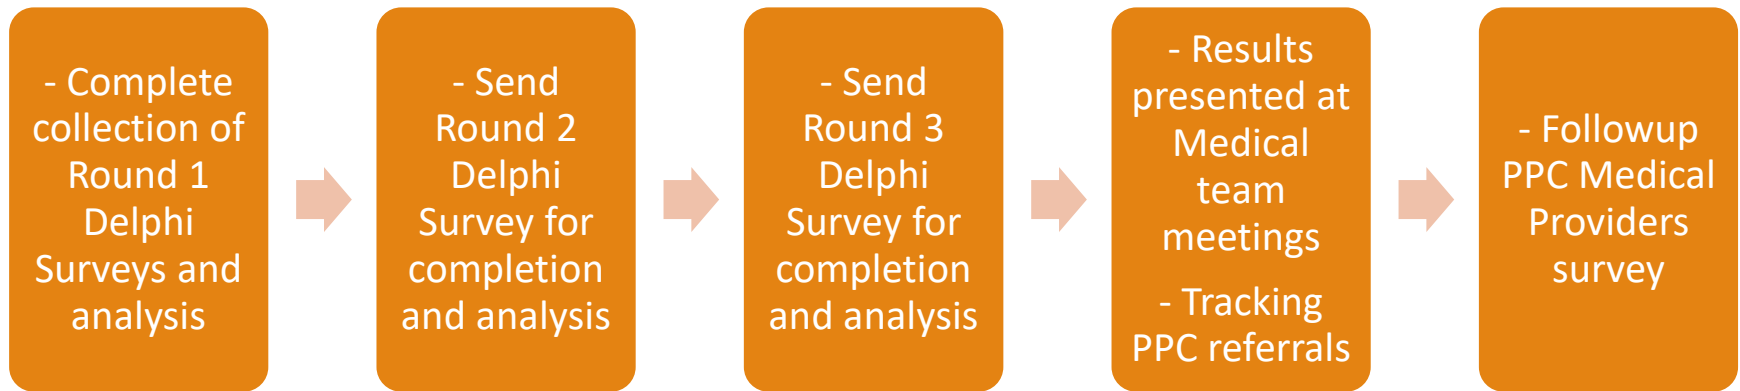 - Complete
collection of
Round 1
Delphi
Surveys and
analysis
- Send
Round 2
Delphi
Survey for
completion
and analysis
- Send
Round 3
Delphi
Survey for
completion
and analysis
- Results
presented at
Medical
team
meetings
- Tracking
PPC referrals
- Followup
PPC Medical
Providers
survey